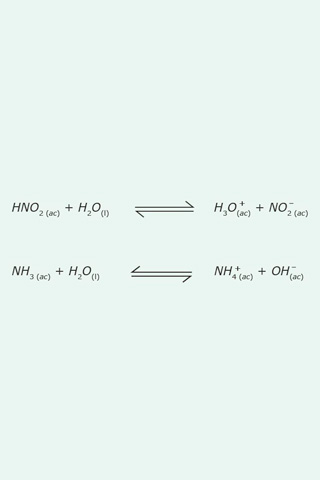 HNO₂ (ac) + H₂O(l) ⇌ H₃O⁺(ac) + NO₂⁻(ac)
NH₃ (ac) + H₂O(l) ⇌ NH₄⁺(ac) + OH⁻(ac)